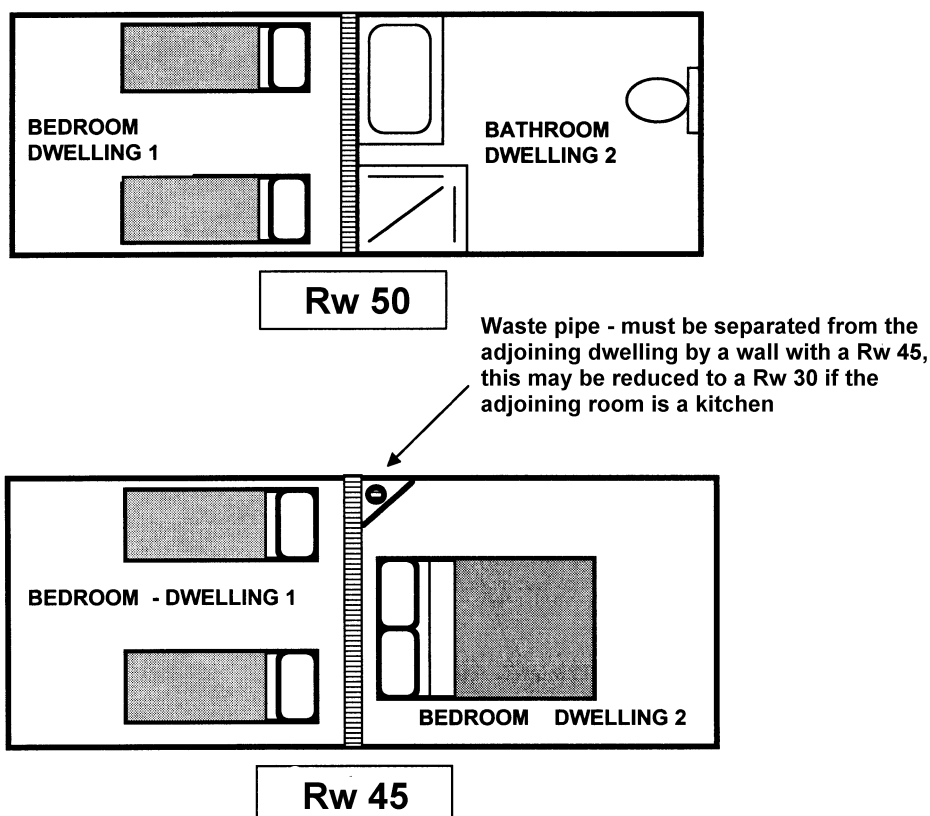 BEDROOM
DWELLING 1
BATHROOM
DWELLING 2
Rw 50
Waste pipe - must be separated from the
adjoining dwelling by a wall with a Rw 45,
this may be reduced to a Rw 30 if the
adjoining room is a kitchen
BEDROOM - DWELLING 1
BEDROOM DWELLING 2
Rw 45